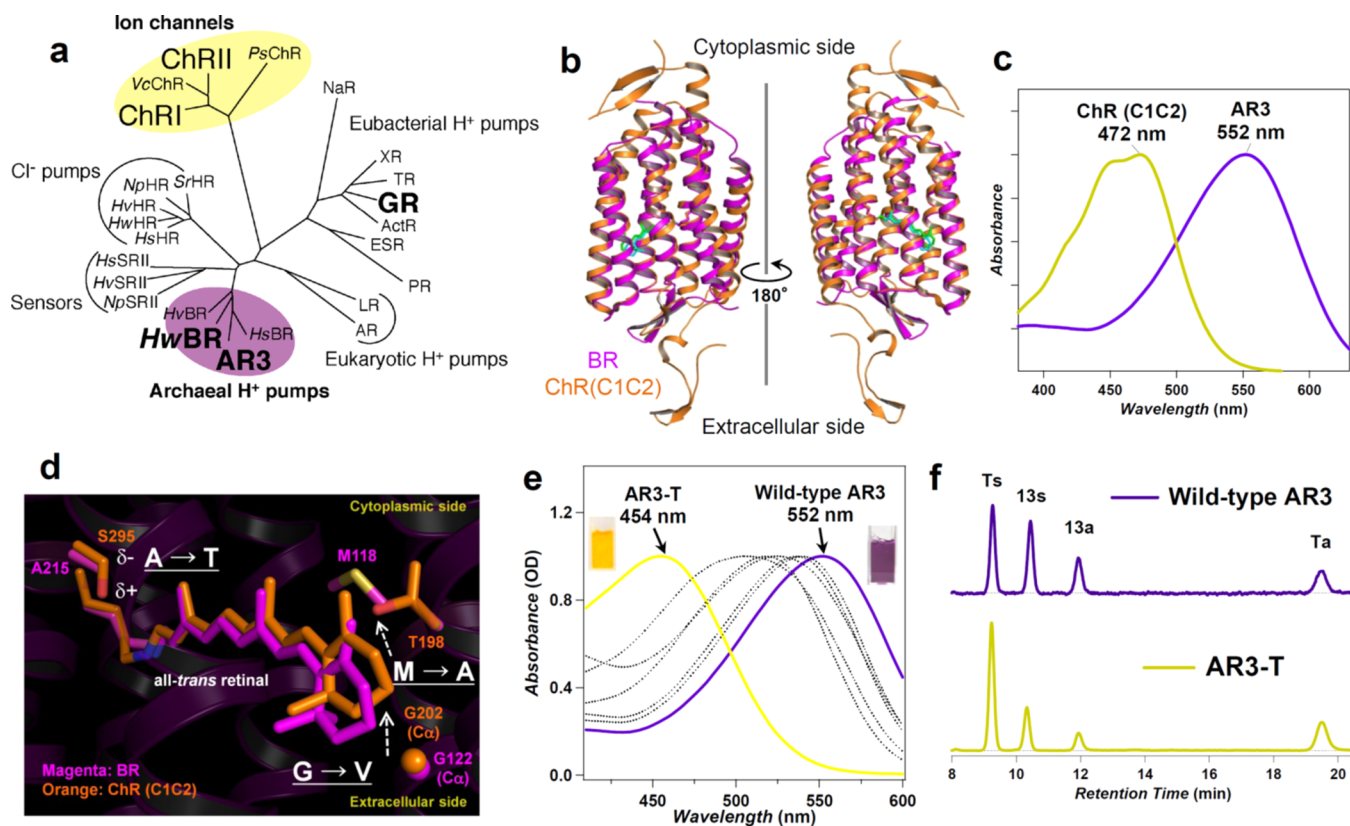 a
Ion channels
ChRII
PsChR
VcChR
ChRI
NaR
Eubacterial H⁺ pumps
Cl⁻ pumps
XR
TR
GR
ActR
ESR
PR
NpHR
SrHR
HvHR
HwHR
HsHR
HsSRII
HvSRII
NpSRII
Sensors
HvBR
HsBR
HwBR
AR3
LR
AR
Eukaryotic H⁺ pumps
Archaeal H⁺ pumps
b
Cytoplasmic side
180°
BR
ChR(C1C2)
Extracellular side
c
ChR (C1C2)
472 nm
AR3
552 nm
Absorbance
400
450
500
550
600
Wavelength (nm)
d
Cytoplasmic side
S295
A215
δ-
A → T
δ+
M118
T198
all-trans retinal
M → A
G202
(Cα)
G → V
G122
(Cα)
Magenta: BR
Orange: ChR (C1C2)
Extracellular side
e
AR3-T
454 nm
Wild-type AR3
552 nm
1.2
0.8
0.4
0.0
Absorbance (OD)
450
500
550
600
Wavelength (nm)
f
Ts
13s
13a
Wild-type AR3
Ta
AR3-T
8
10
12
14
16
18
20
Retention Time (min)